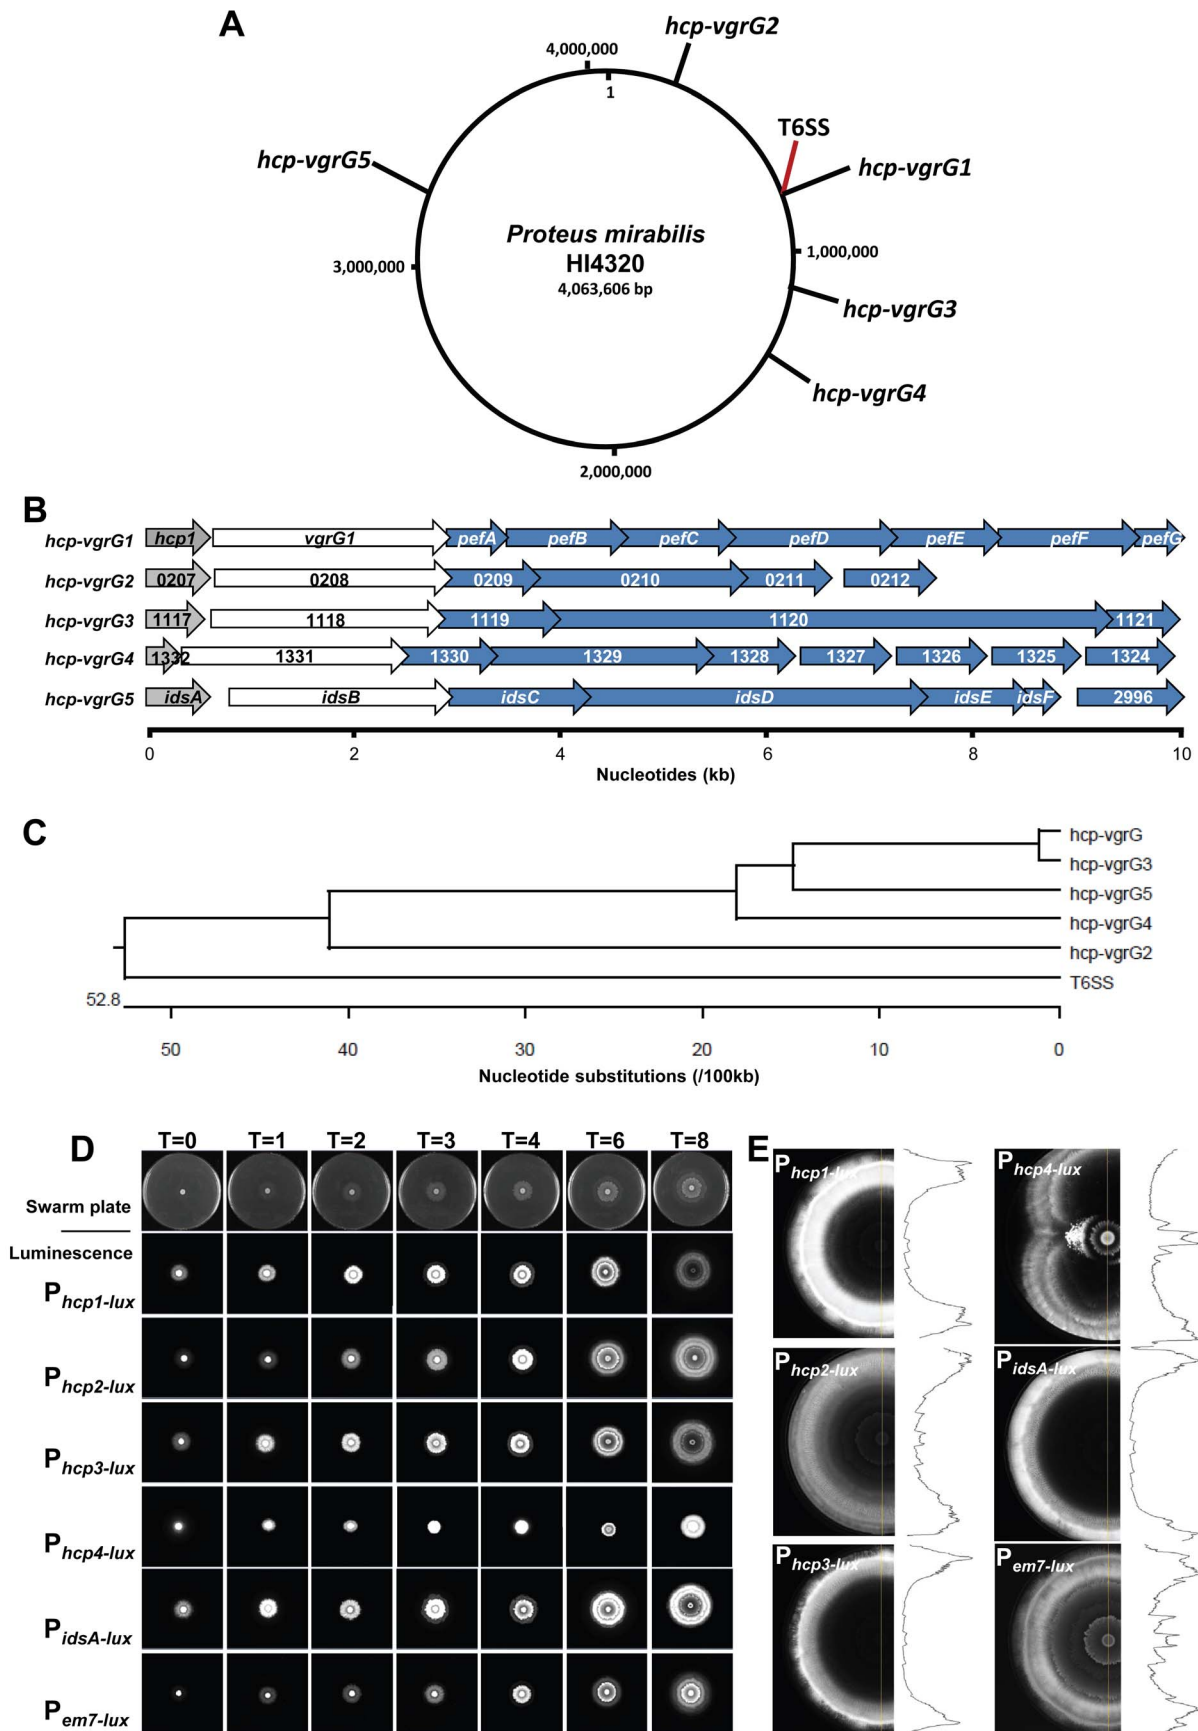 A
hcp-vgrG2
4,000,000
1
T6SS
hcp-vgrG1
hcp-vgrG5
Proteus mirabilis
HI4320
4,063,606 bp
1,000,000
3,000,000
hcp-vgrG3
hcp-vgrG4
2,000,000
B
hcp-vgrG1 hcp1 vgrG1 pefA pefB pefC pefD pefE pefF pefG
hcp-vgrG2 0207 0208 0209 0210 0211 0212
hcp-vgrG3 1117 1118 1119 1120 1121
hcp-vgrG4 1332 1331 1330 1329 1328 1327 1326 1325 1324
hcp-vgrG5 idsA idsB idsC idsD idsE idsF 2996
0 2 4 6 8 10
Nucleotides (kb)
C
hcp-vgrG
hcp-vgrG3
hcp-vgrG5
hcp-vgrG4
hcp-vgrG2
T6SS
52.8
50 40 30 20 10 0
Nucleotide substitutions (/100kb)
D
T=0 T=1 T=2 T=3 T=4 T=6 T=8
Swarm plate
Luminescence
Phcp1-lux
Phcp2-lux
Phcp3-lux
Phcp4-lux
PidsA-lux
Pem7-lux
E
Phcp1-lux
Phcp4-lux
Phcp2-lux
PidsA-lux
Phcp3-lux
Pem7-lux